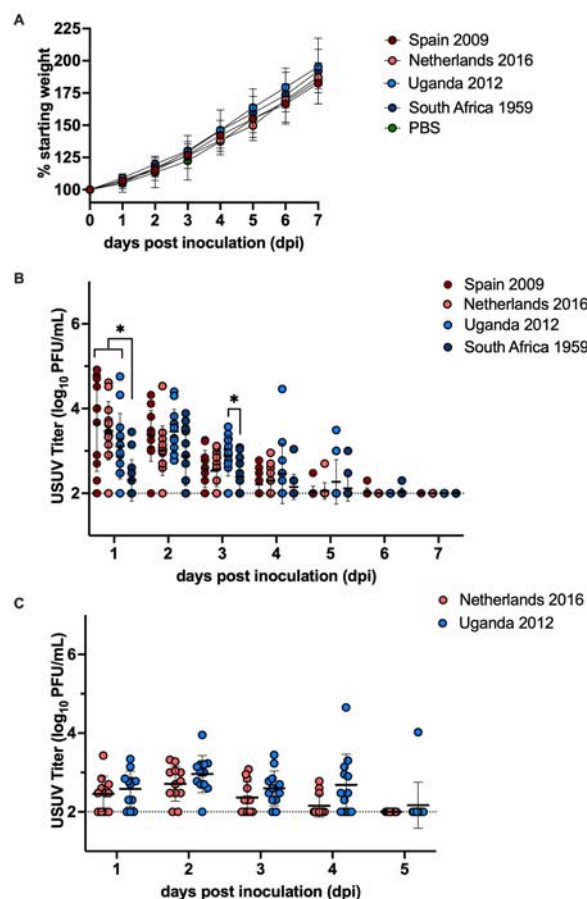 A
% starting weight
225
200
175
150
125
100
0 1 2 3 4 5 6 7
days post inoculation (dpi)
Spain 2009
Netherlands 2016
Uganda 2012
South Africa 1959
PBS
B
USUV Titer (log10 PFU/mL)
6
4
2
*
*
1 2 3 4 5 6 7
days post inoculation (dpi)
Spain 2009
Netherlands 2016
Uganda 2012
South Africa 1959
C
USUV Titer (log10 PFU/mL)
6
4
2
1 2 3 4 5
days post inoculation (dpi)
Netherlands 2016
Uganda 2012